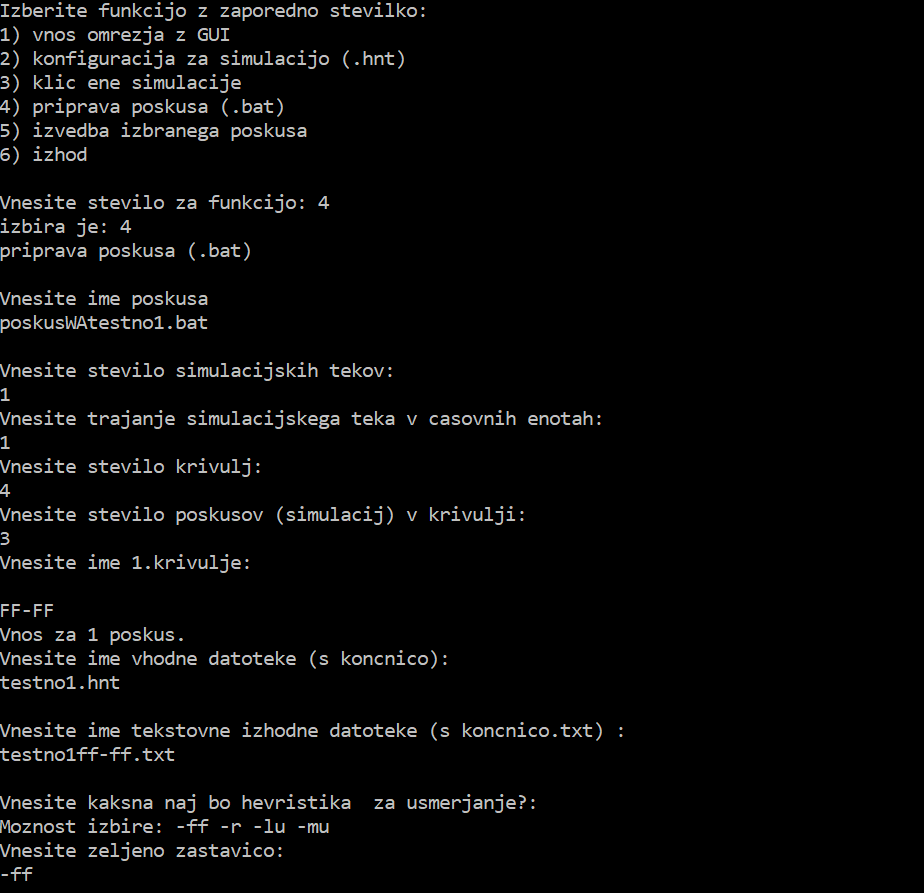 Izberite funkcijo z zaporedno stevilko:
1) vnos omrezja z GUI
2) konfiguracija za simulacijo (.hnt)
3) klic ene simulacije
4) priprava poskusa (.bat)
5) izvedba izbranega poskusa
6) izhod
Vnesite stevilo za funkcijo: 4
izbira je: 4
priprava poskusa (.bat)
Vnesite ime poskusa
poskusWAtestno1.bat
Vnesite stevilo simulacijskih tekov:
1
Vnesite trajanje simulacijskega teka v casovnih enotah:
1
Vnesite stevilo krivulj:
4
Vnesite stevilo poskusov (simulacij) v krivulji:
3
Vnesite ime 1.krivulje:
FF-FF
Vnos za 1 poskus.
Vnesite ime vhodne datoteke (s koncnico):
testno1.hnt
Vnesite ime tekstovne izhodne datoteke (s koncnico.txt) :
testno1ff-ff.txt
Vnesite kaksna naj bo hevristika  za usmerjanje?:
Moznost izbire: -ff -r -lu -mu
Vnesite zeljeno zastavico:
-ff